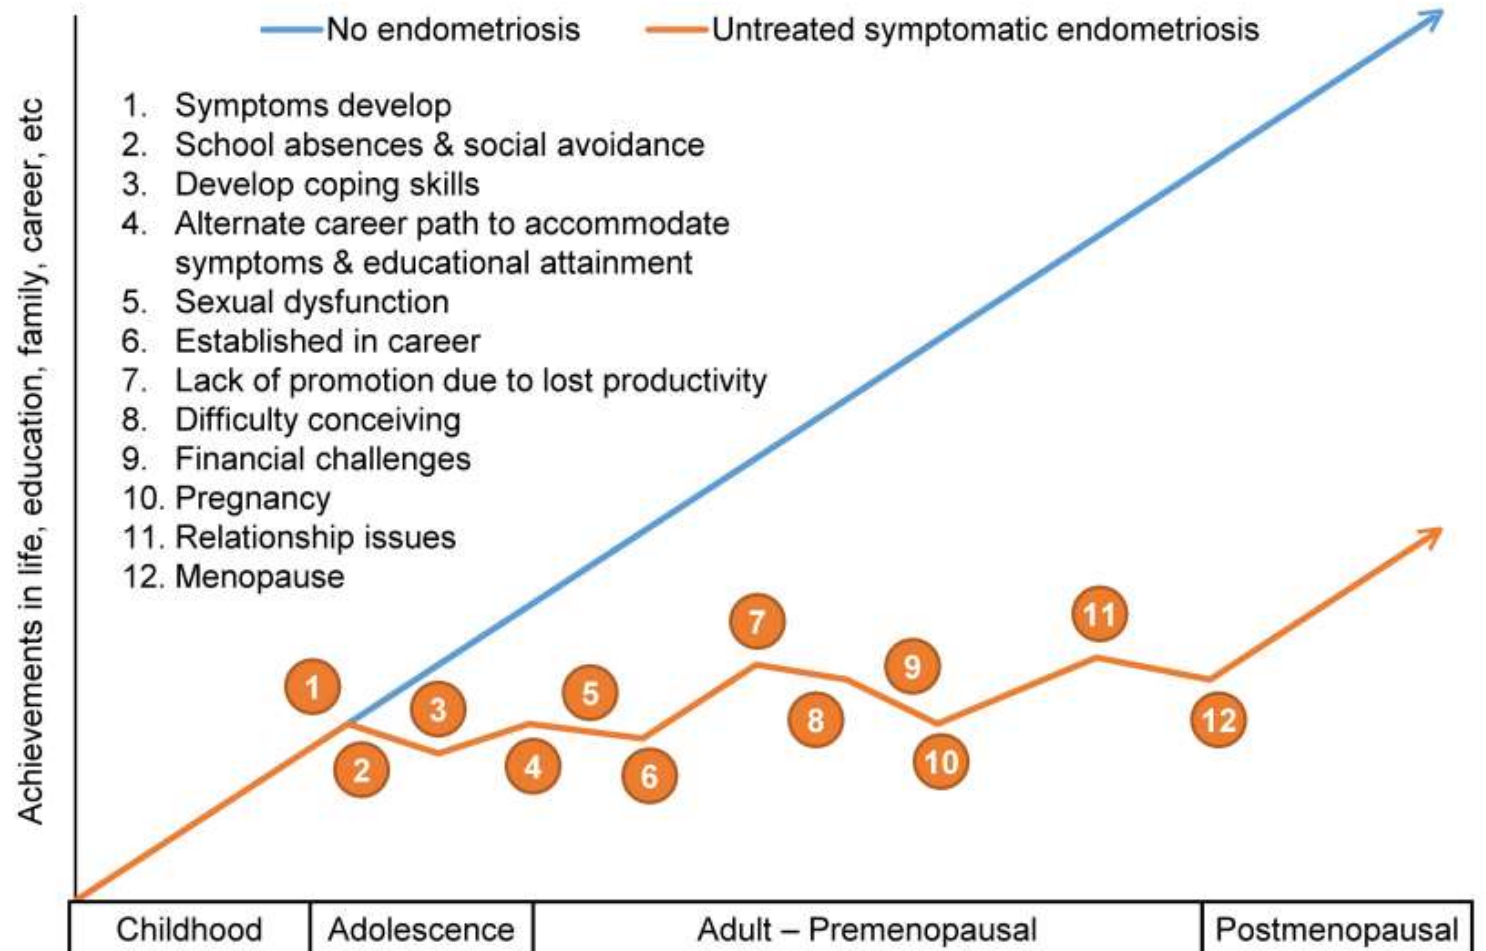 No endometriosis
Untreated symptomatic endometriosis
Achievements in life, education, family, career, etc
1. Symptoms develop
2. School absences & social avoidance
3. Develop coping skills
4. Alternate career path to accommodate
symptoms & educational attainment
5. Sexual dysfunction
6. Established in career
7. Lack of promotion due to lost productivity
8. Difficulty conceiving
9. Financial challenges
10. Pregnancy
11. Relationship issues
12. Menopause
1
2
3
4
5
6
7
8
9
10
11
12
Childhood
Adolescence
Adult – Premenopausal
Postmenopausal